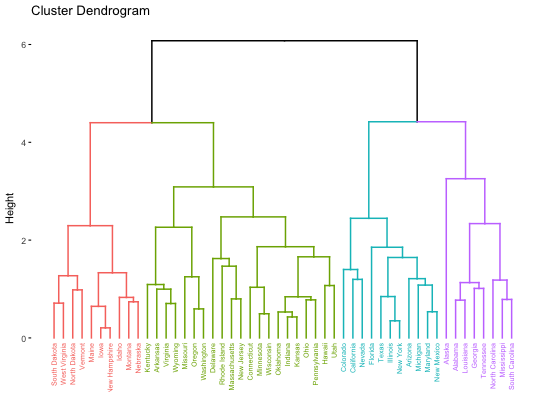 Cluster Dendrogram
Height
6
4
2
0
South Dakota
West Virginia
North Dakota
Vermont
Maine
Iowa
New Hampshire
Idaho
Montana
Nebraska
Kentucky
Arkansas
Virginia
Wyoming
Missouri
Oregon
Washington
Delaware
Rhode Island
Massachusetts
New Jersey
Connecticut
Minnesota
Wisconsin
Oklahoma
Indiana
Kansas
Ohio
Pennsylvania
Hawaii
Utah
Colorado
California
Nevada
Florida
Texas
Illinois
New York
Arizona
Michigan
Maryland
New Mexico
Alaska
Alabama
Louisiana
Georgia
Tennessee
North Carolina
Mississippi
South Carolina